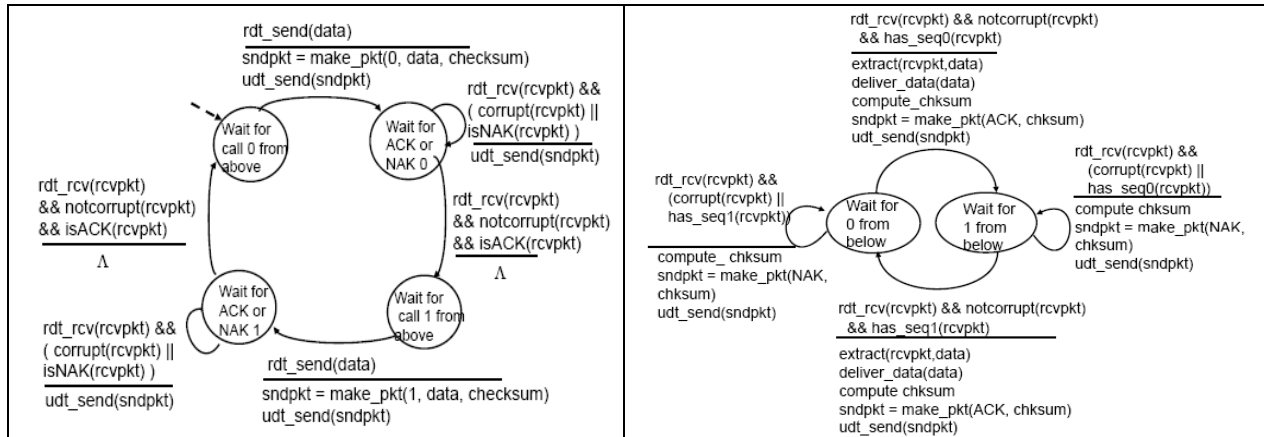 rdt_send(data)
sndpkt = make_pkt(0, data, checksum)
udt_send(sndpkt)
Wait for
call 0 from
above
Wait for
ACK or
NAK 0
rdt_rcv(rcvpkt) &&
( corrupt(rcvpkt) ||
isNAK(rcvpkt) )
udt_send(sndpkt)
rdt_rcv(rcvpkt)
&& notcorrupt(rcvpkt)
&& isACK(rcvpkt)
Λ
rdt_rcv(rcvpkt)
&& notcorrupt(rcvpkt)
&& isACK(rcvpkt)
Λ
Wait for
ACK or
NAK 1
Wait for
call 1 from
above
rdt_rcv(rcvpkt) &&
( corrupt(rcvpkt) ||
isNAK(rcvpkt) )
udt_send(sndpkt)
rdt_send(data)
sndpkt = make_pkt(1, data, checksum)
udt_send(sndpkt)
rdt_rcv(rcvpkt) && notcorrupt(rcvpkt)
&& has_seq0(rcvpkt)
extract(rcvpkt,data)
deliver_data(data)
compute_chksum
sndpkt = make_pkt(ACK, chksum)
udt_send(sndpkt)
rdt_rcv(rcvpkt) &&
(corrupt(rcvpkt) ||
has_seq1(rcvpkt))
compute_ chksum
sndpkt = make_pkt(NAK,
chksum)
udt_send(sndpkt)
Wait for
0 from
below
Wait for
1 from
below
rdt_rcv(rcvpkt) &&
(corrupt(rcvpkt) ||
has_seq0(rcvpkt))
compute chksum
sndpkt = make_pkt(NAK,
chksum)
udt_send(sndpkt)
rdt_rcv(rcvpkt) && notcorrupt(rcvpkt)
&& has_seq1(rcvpkt)
extract(rcvpkt,data)
deliver_data(data)
compute chksum
sndpkt = make_pkt(ACK, chksum)
udt_send(sndpkt)